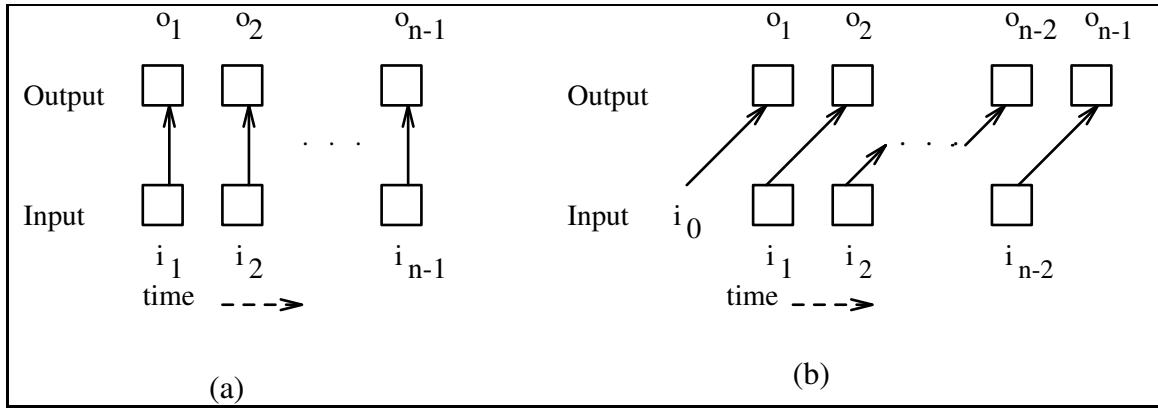 o1 o2 on-1
Output
. . .
Input
i1 i2 in-1
time
(a)
o1 o2 on-2 on-1
Output
. . . .
Input i0
i1 i2 in-2
time
(b)